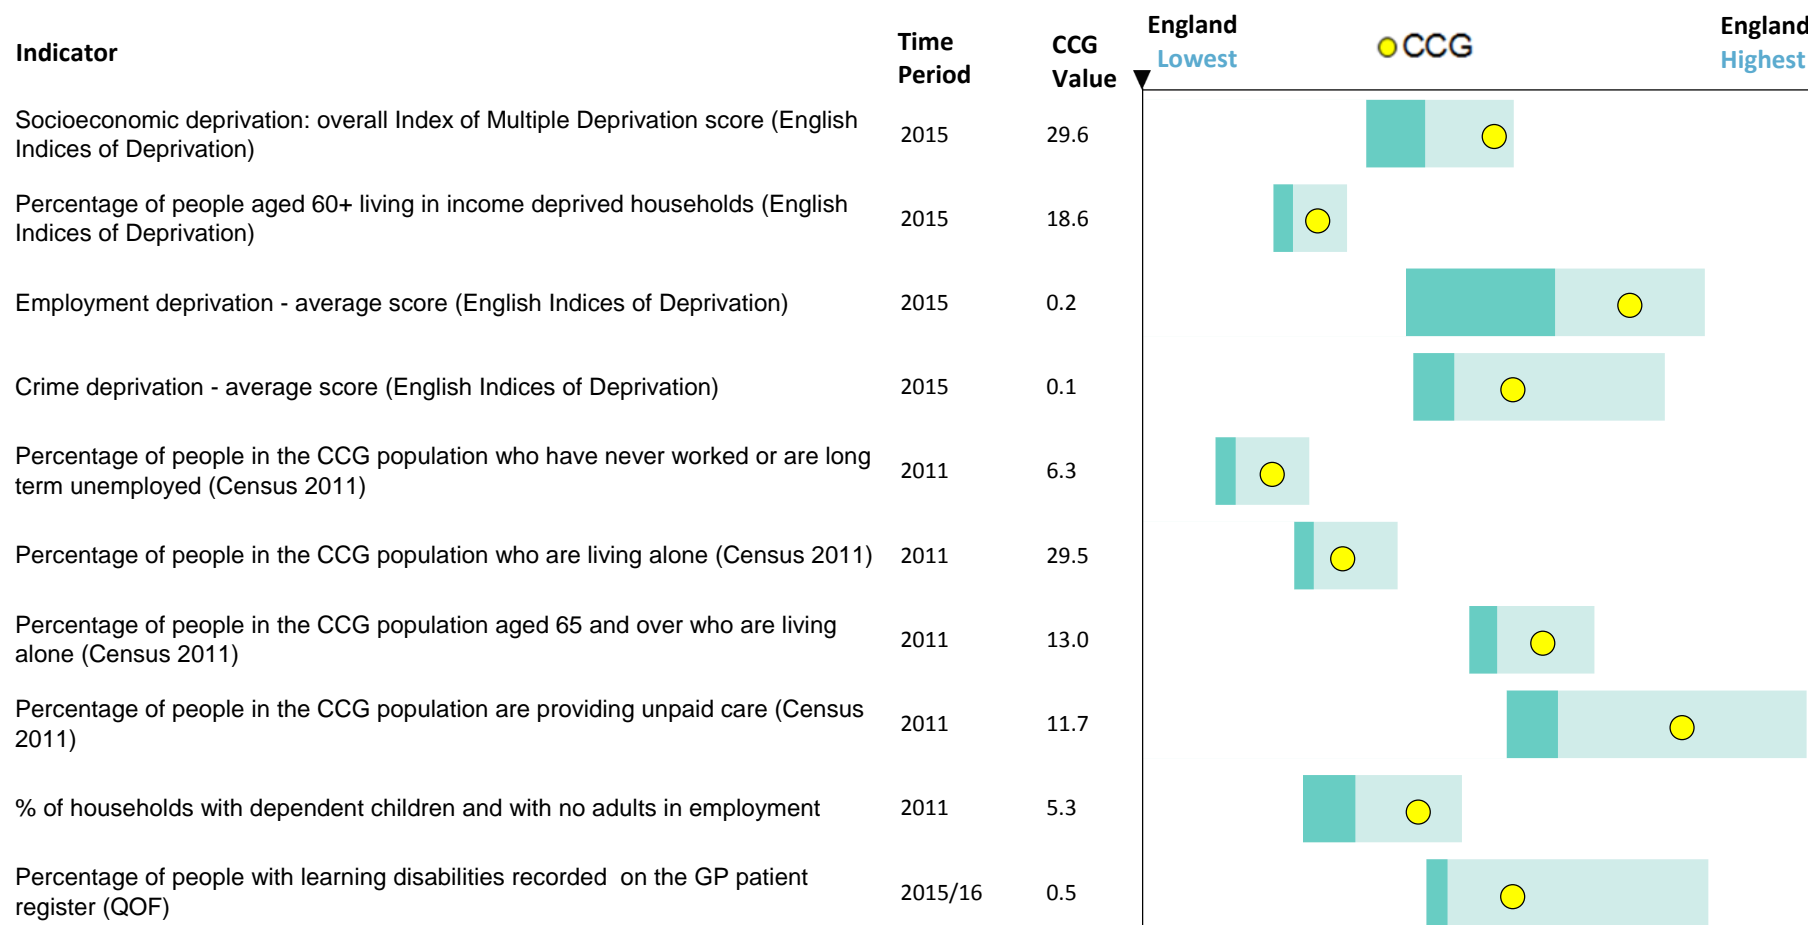 Indicator
Time
Period
CCG
Value
England
Lowest
CCG
England
Highest
Socioeconomic deprivation: overall Index of Multiple Deprivation score (English
Indices of Deprivation)
2015
29.6
Percentage of people aged 60+ living in income deprived households (English
Indices of Deprivation)
2015
18.6
Employment deprivation - average score (English Indices of Deprivation)
2015
0.2
Crime deprivation - average score (English Indices of Deprivation)
2015
0.1
Percentage of people in the CCG population who have never worked or are long
term unemployed (Census 2011)
2011
6.3
Percentage of people in the CCG population who are living alone (Census 2011)
2011
29.5
Percentage of people in the CCG population aged 65 and over who are living
alone (Census 2011)
2011
13.0
Percentage of people in the CCG population are providing unpaid care (Census
2011)
2011
11.7
% of households with dependent children and with no adults in employment
2011
5.3
Percentage of people with learning disabilities recorded  on the GP patient
register (QOF)
2015/16
0.5